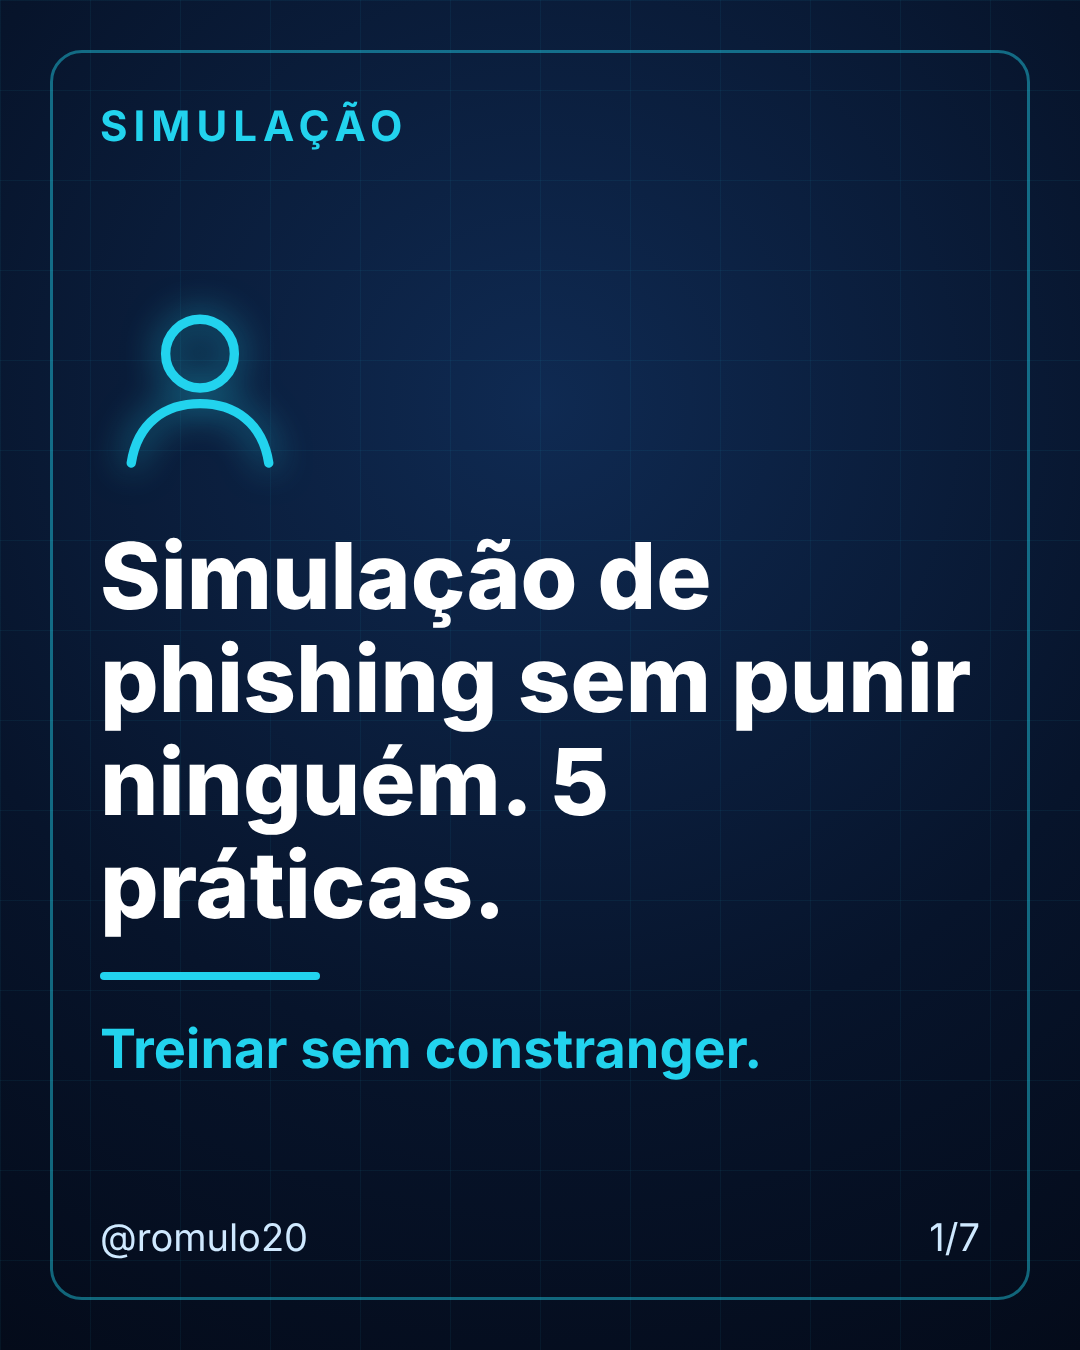 SIMULAÇÃO
Simulação de
phishing sem punir
ninguém. 5
práticas.
Treinar sem constranger.
@romulo20
1/7